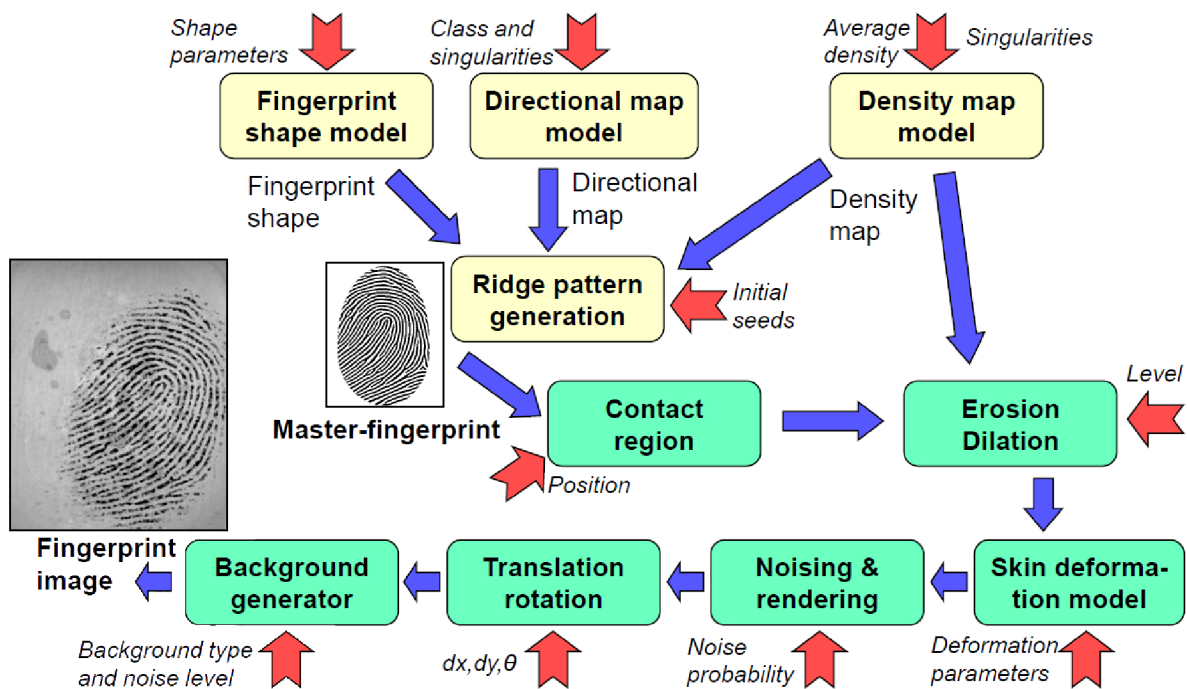 Shape
parameters
Class and
singularities
Average
density
Singularities
Fingerprint
shape model
Directional map
model
Density map
model
Fingerprint
shape
Directional
map
Density
map
Ridge pattern
generation
Initial
seeds
Master-fingerprint
Contact
region
Erosion
Dilation
Level
Position
Fingerprint
image
Background
generator
Translation
rotation
Noising &
rendering
Skin deforma-
tion model
Background type
and noise level
dx,dy,θ
Noise
probability
Deformation
parameters